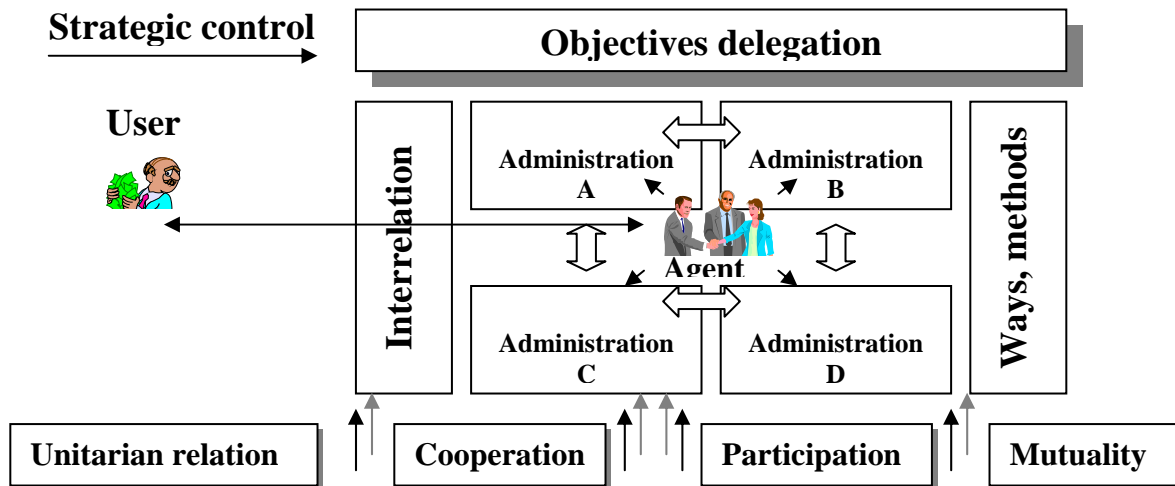 Strategic control
Objectives delegation
User
Interrelation
Administration
A
Administration
B
Ways, methods
Agent
Administration
C
Administration
D
Unitarian relation
Cooperation
Participation
Mutuality